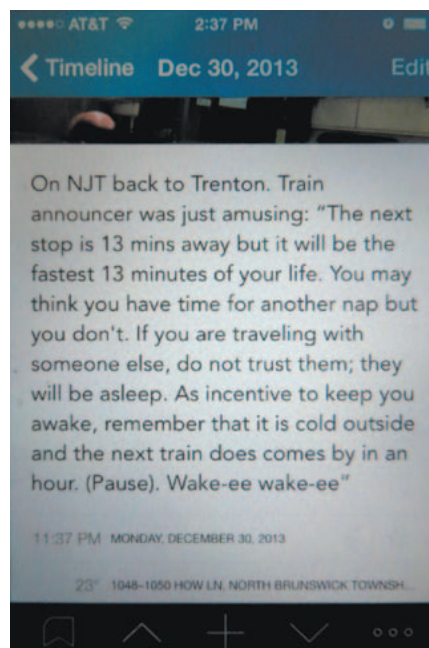 AT&T 2:37 PM
Timeline Dec 30, 2013 Edit
On NJT back to Trenton. Train
announcer was just amusing: “The next
stop is 13 mins away but it will be the
fastest 13 minutes of your life. You may
think you have time for another nap but
you don't. If you are traveling with
someone else, do not trust them; they
will be asleep. As incentive to keep you
awake, remember that it is cold outside
and the next train does comes by in an
hour. (Pause). Wake-ee wake-ee”
11:37 PM MONDAY, DECEMBER 30, 2013
23° 1048–1050 HOW LN, NORTH BRUNSWICK TOWNSH...